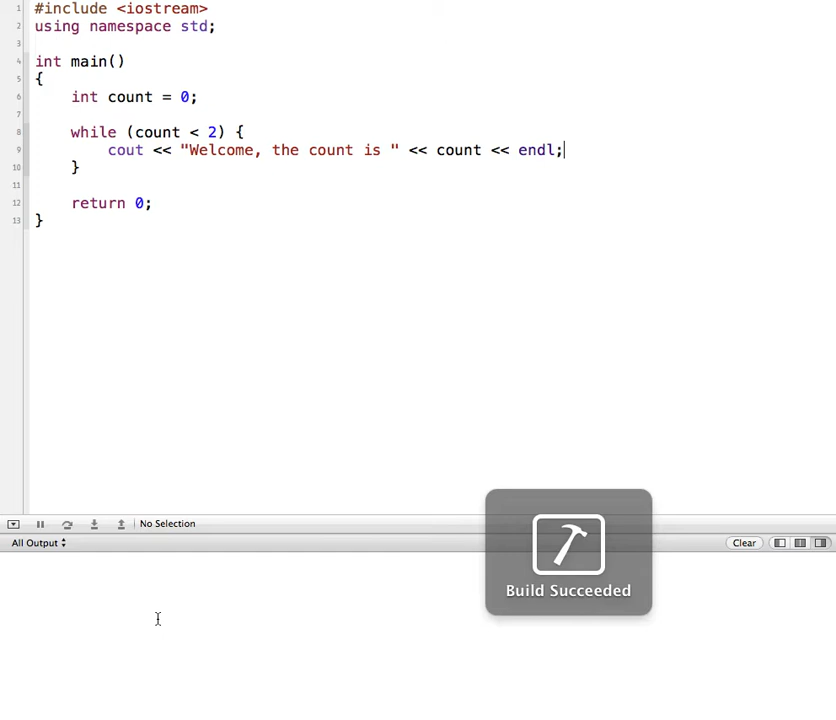 1 #include <iostream>
2 using namespace std;
3
4 int main()
5 {
6 int count = 0;
7
8 while (count < 2) {
9 cout << "Welcome, the count is " << count << endl;
10 }
11
12 return 0;
13 }
No Selection
All Output
Clear
Build Succeeded